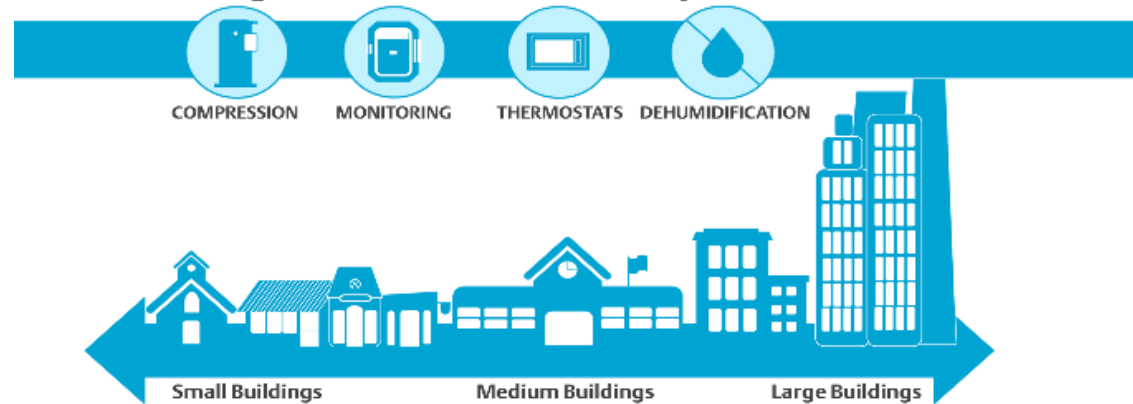 COMPRESSION MONITORING THERMOSTATS DEHUMIDIFICATION
Small Buildings Medium Buildings Large Buildings